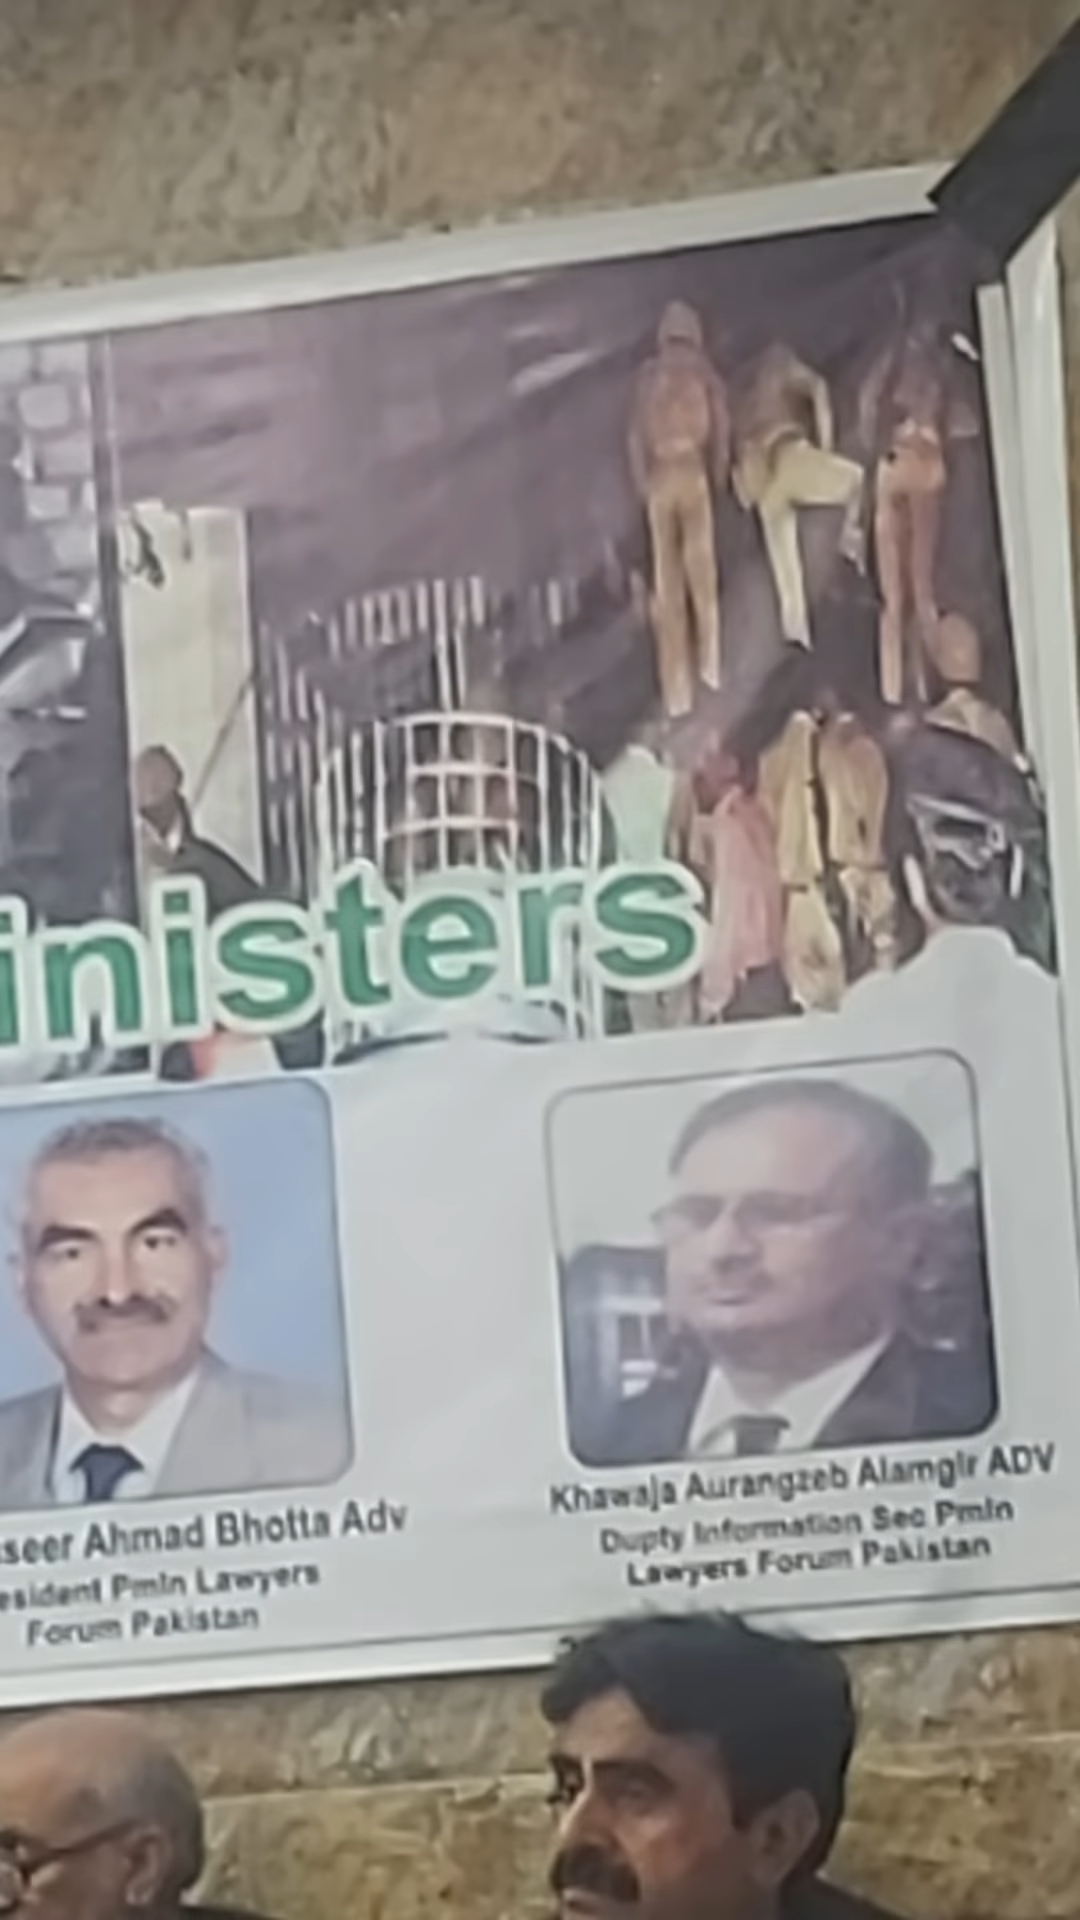 inisters
seer Ahmad Bhotta Adv
esident Pmln Lawyers
Forum Pakistan
Khawaja Aurangzeb Alamgir ADV
Dupty Information Sec Pmln
Lawyers Forum Pakistan